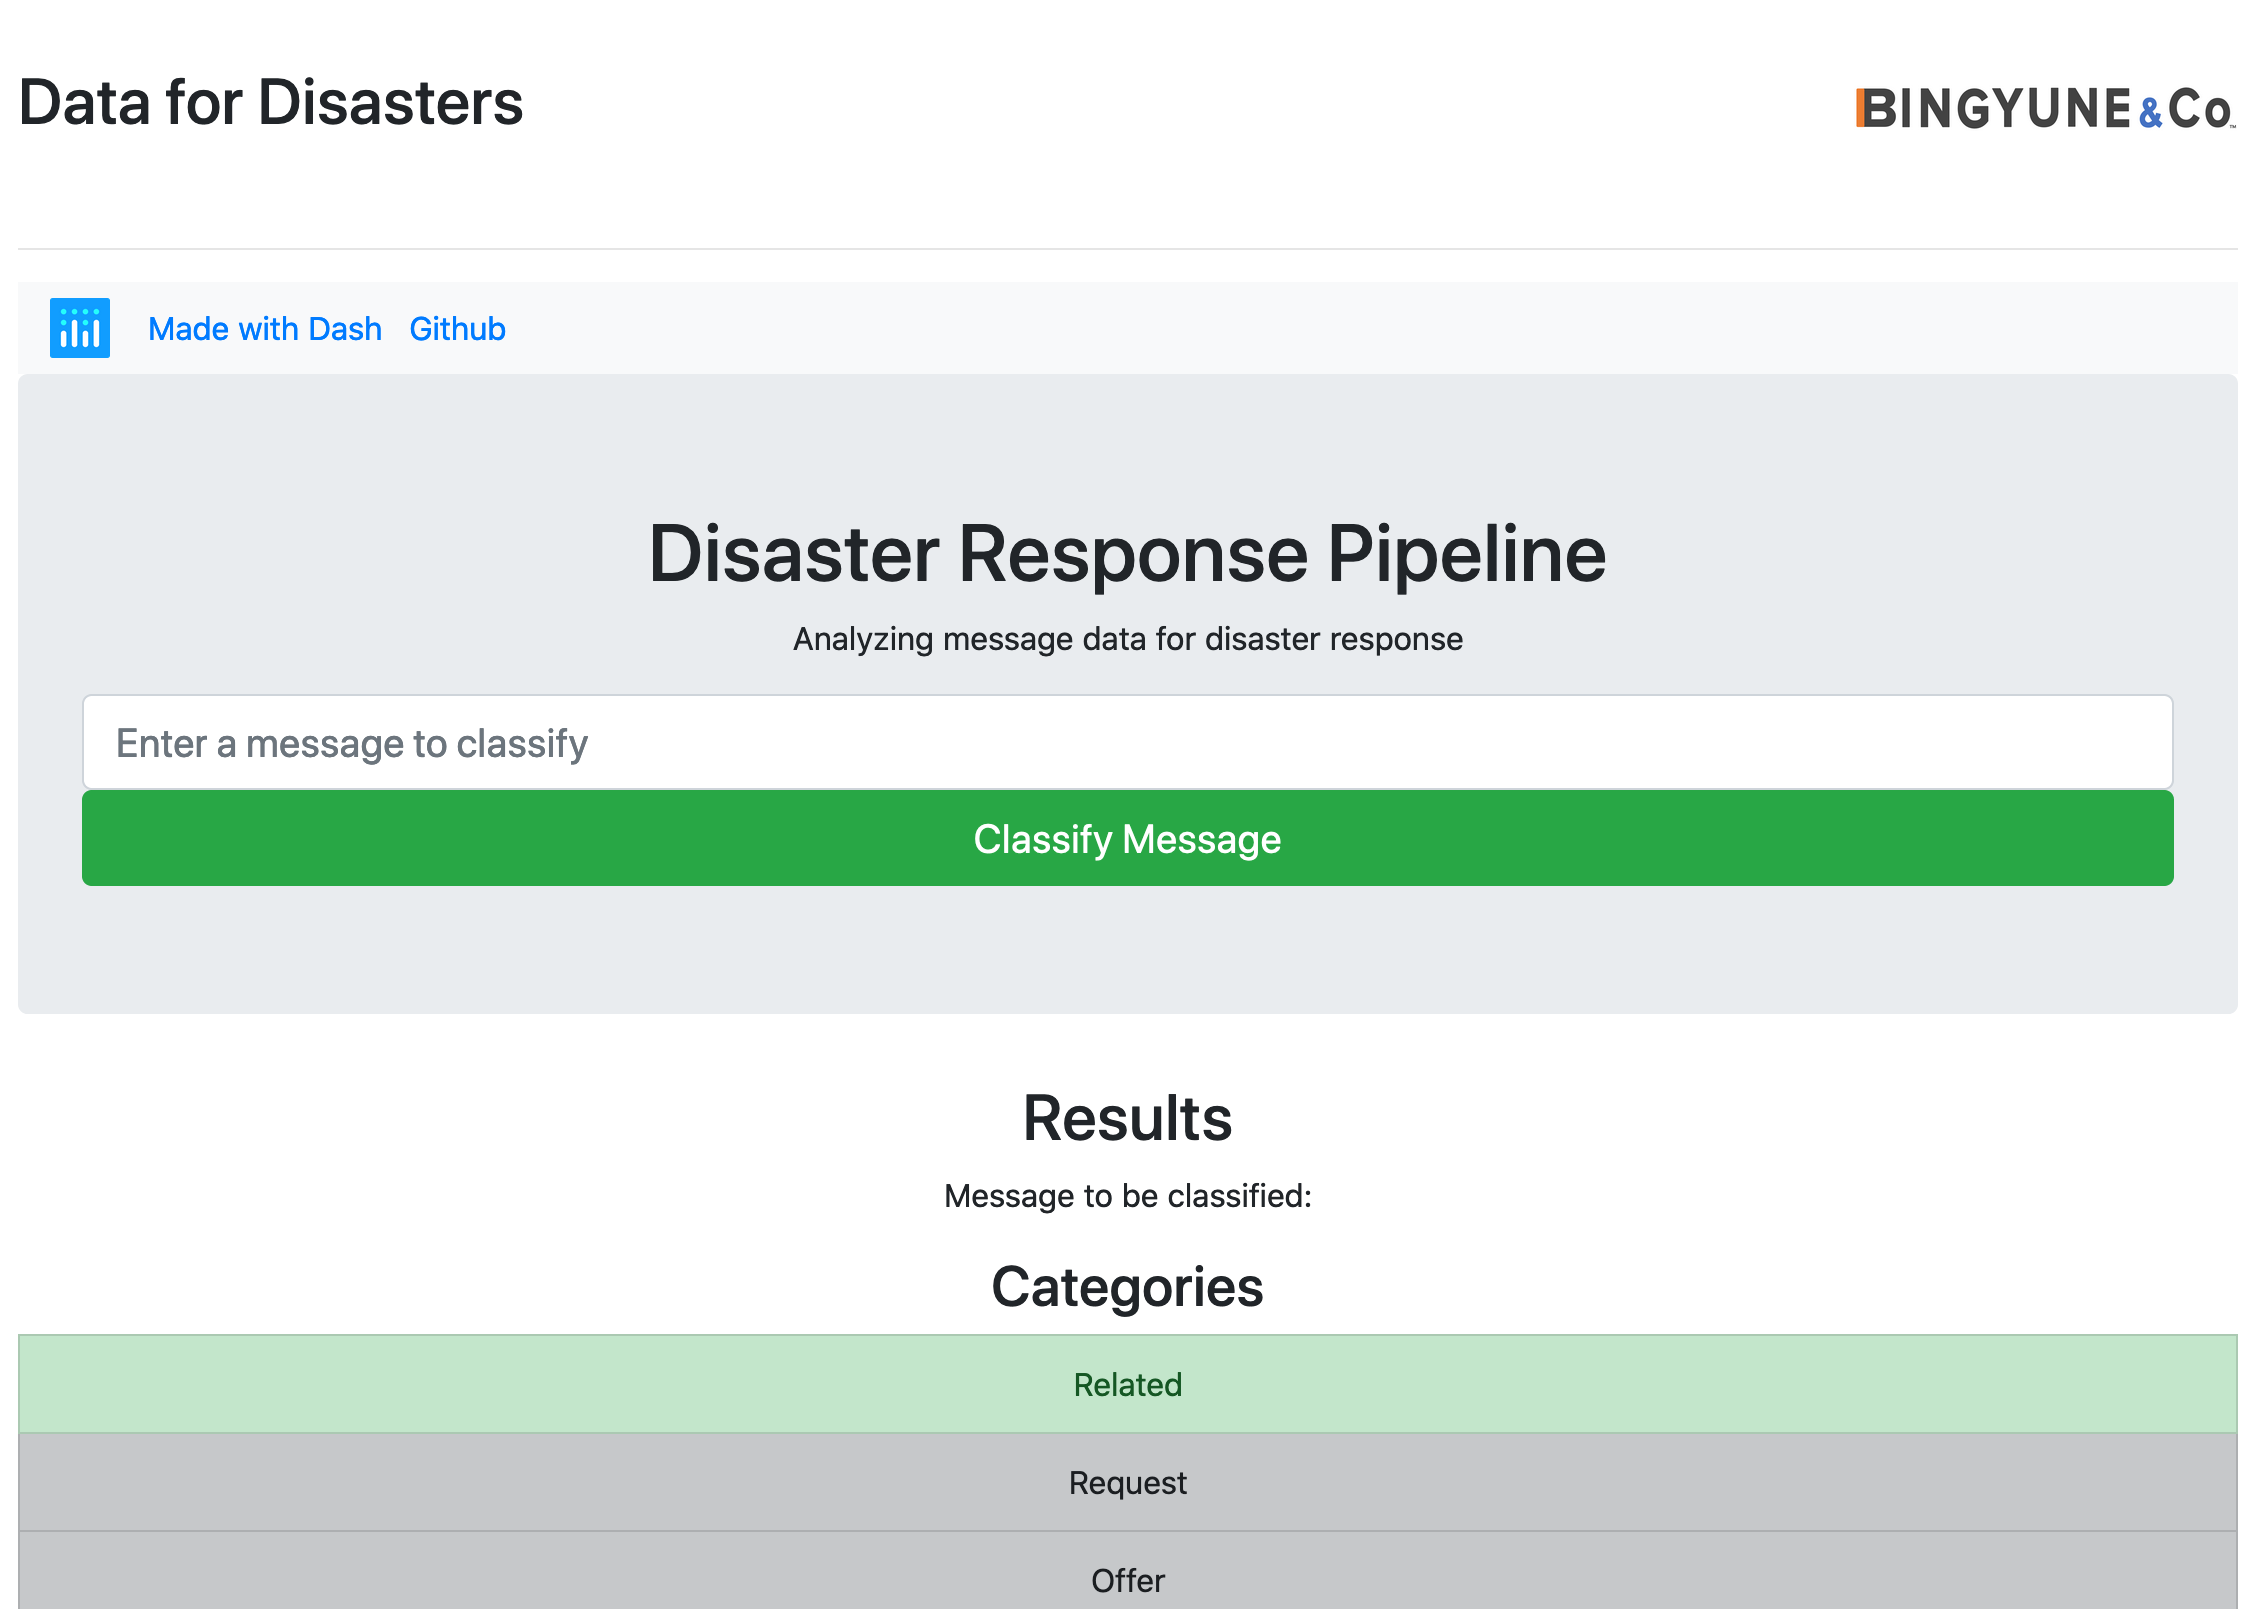 Data for Disasters
BINGYUNE & Co ™
Made with Dash Github
Disaster Response Pipeline
Analyzing message data for disaster response
Enter a message to classify
Classify Message
Results
Message to be classified:
Categories
Related
Request
Offer